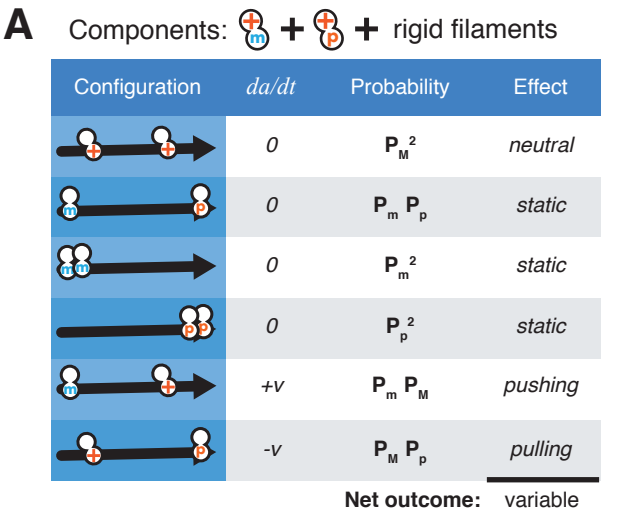 A Components: + m + + p + rigid filaments
Configuration da/dt Probability Effect
+ + 0 P_M² neutral
m p 0 P_m P_p static
m m 0 P_m² static
p p 0 P_p² static
m + +v P_m P_M pushing
+ p -v P_M P_p pulling
Net outcome: variable